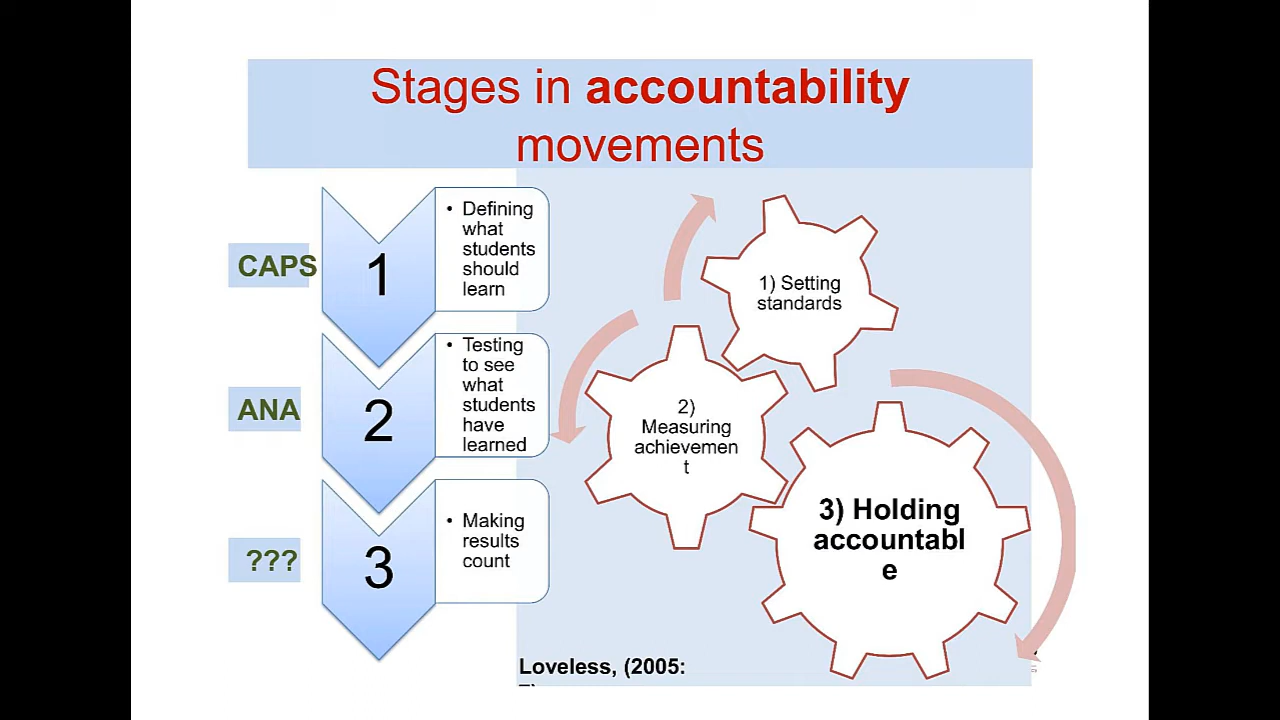 Stages in accountability
movements
CAPS
1
• Defining
what
students
should
learn
ANA
2
• Testing
to see
what
students
have
learned
???
3
• Making
results
count
1) Setting
standards
2)
Measuring
achievemen
t
3) Holding
accountabl
e
Loveless, (2005: